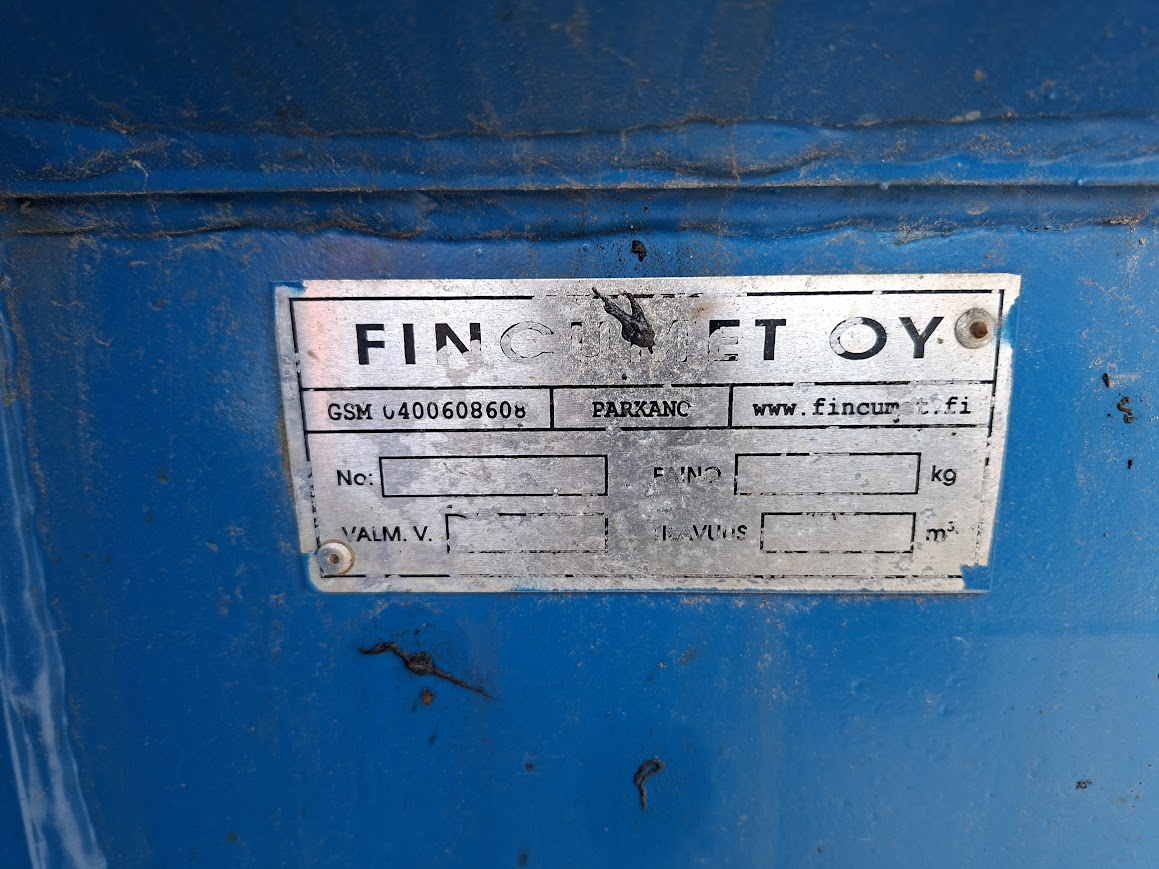 FINCUMET OY
GSM 0400608608 PARKANO www.fincumet.fi
No: PAINO kg
VALM. V. TILAVUUS m³